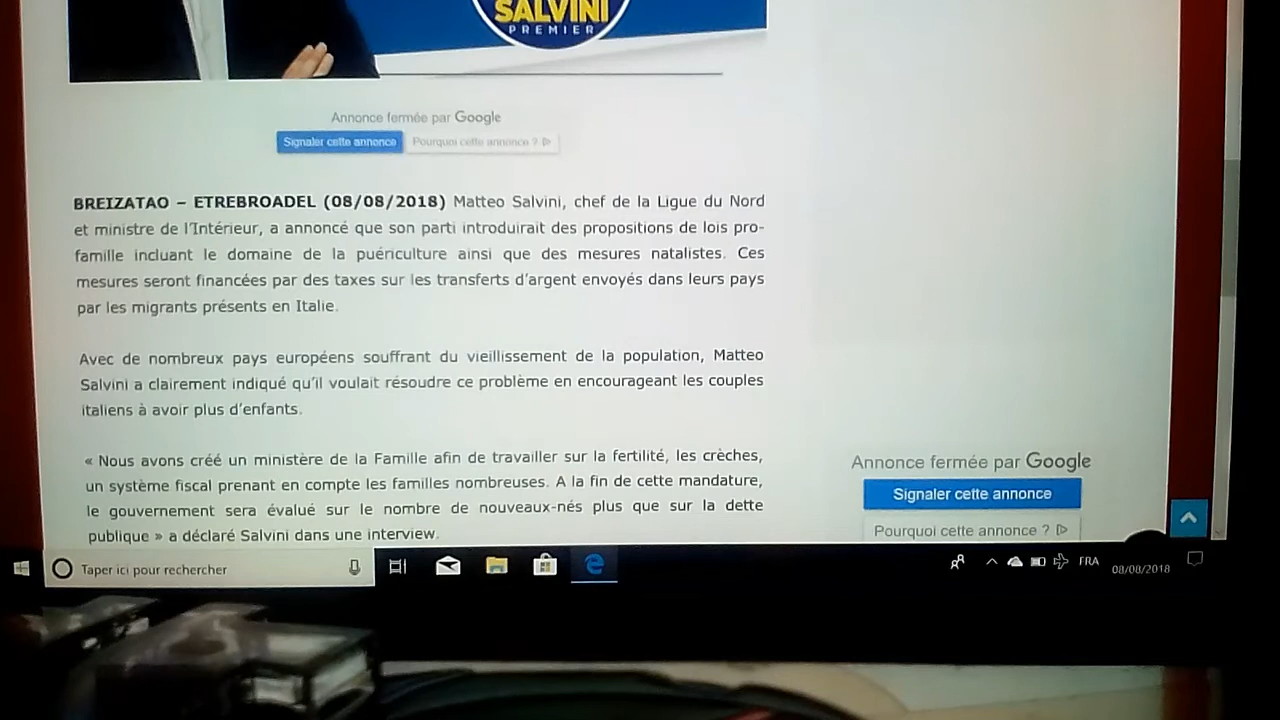 SALVINI
PREMIER
Annonce fermée par Google
Signaler cette annonce Pourquoi cette annonce ?
BREIZATAO – ETREBROADEL (08/08/2018) Matteo Salvini, chef de la Ligue du Nord
et ministre de l'Intérieur, a annoncé que son parti introduirait des propositions de lois pro-
famille incluant le domaine de la puériculture ainsi que des mesures natalistes. Ces
mesures seront financées par des taxes sur les transferts d'argent envoyés dans leurs pays
par les migrants présents en Italie.
Avec de nombreux pays européens souffrant du vieillissement de la population, Matteo
Salvini a clairement indiqué qu'il voulait résoudre ce problème en encourageant les couples
italiens à avoir plus d'enfants.
« Nous avons créé un ministère de la Famille afin de travailler sur la fertilité, les crèches,
un système fiscal prenant en compte les familles nombreuses. A la fin de cette mandature,
le gouvernement sera évalué sur le nombre de nouveaux-nés plus que sur la dette
publique » a déclaré Salvini dans une interview.
Annonce fermée par Google
Signaler cette annonce
Pourquoi cette annonce ?
Taper ici pour rechercher
FRA
08/08/2018